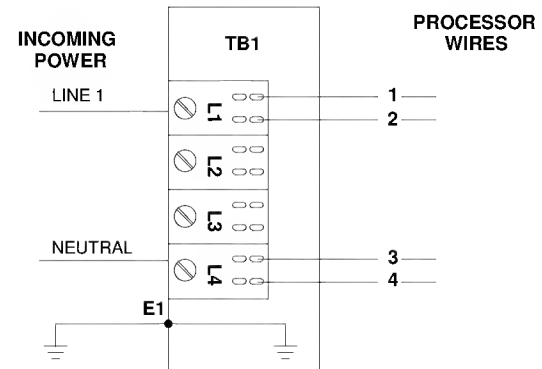 PROCESSOR
WIRES
INCOMING
POWER
TB1
LINE 1
L1
1
2
L2
L3
NEUTRAL
L4
3
4
E1